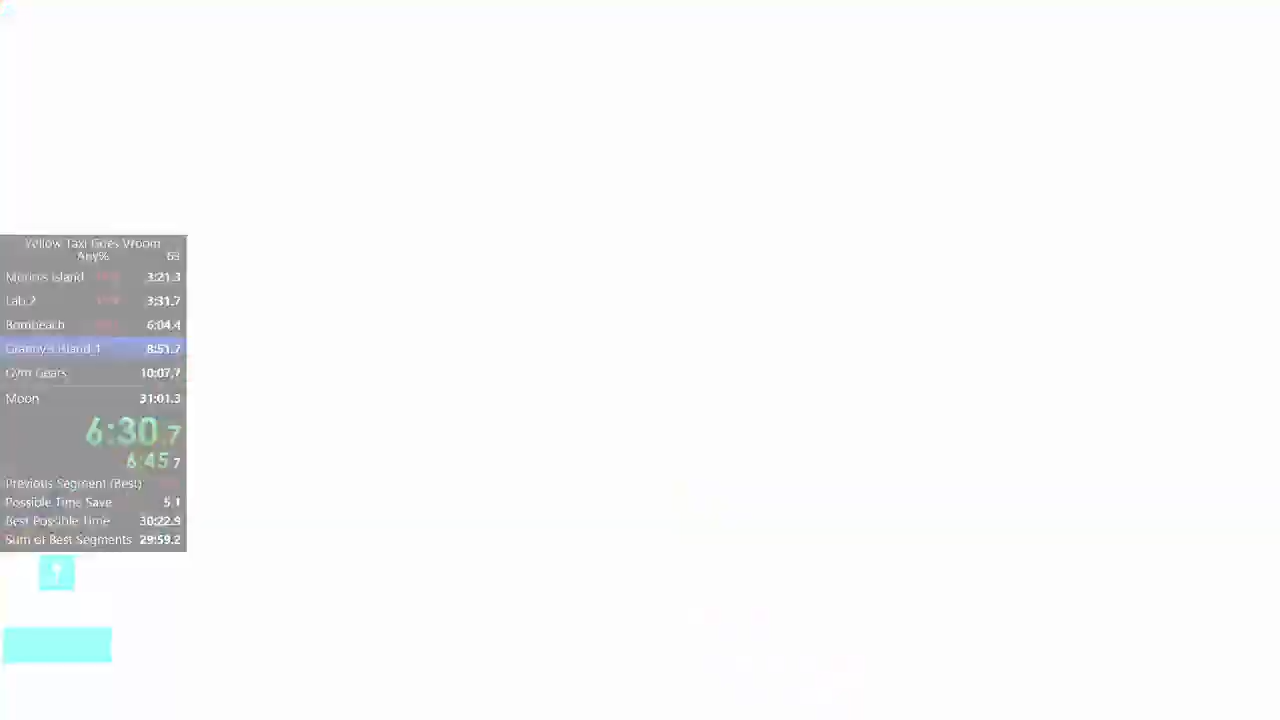 Yellow Taxi Goes Vroom
Any% 69
Morio's Island 3:21.3
Lab 2 3:31.7
Bombeach 6:04.4
Granny's Island 1 8:51.7
Gym Gears 10:07.7
Moon 31:01.3
6:30.7
6:45.7
Previous Segment (Best)
Possible Time Save 5.1
Best Possible Time 30:22.9
Sum of Best Segments 29:59.2